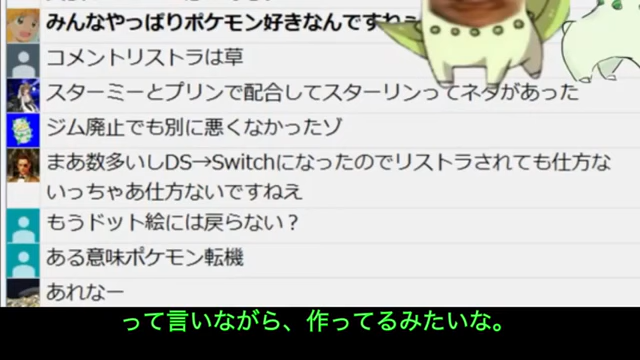 みんなやっぱりポケモン好きなんですねぇ
コメントリストラは草
スターミーとプリンで配合してスターリンってネタがあった
ジム廃止でも別に悪くなかったゾ
まあ数多いしDS→Switchになったのでリストラされても仕方な
いっちゃあ仕方ないですねえ
もうドット絵には戻らない？
ある意味ポケモン転機
あれなー
って言いながら、作ってるみたいな。